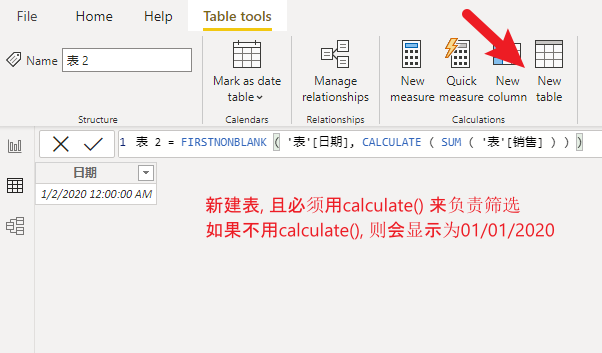 File
Home
Help
Table tools
Name
表 2
Mark as date
table
Manage
relationships
New
measure
Quick
measure
New
column
New
table
Structure
Calendars
Relationships
Calculations
1 表 2 = FIRSTNONBLANK ( '表'[日期], CALCULATE ( SUM ( '表'[销售] ) ) )
日期
1/2/2020 12:00:00 AM
新建表, 且必须用calculate() 来负责筛选
如果不用calculate(), 则会显示为01/01/2020